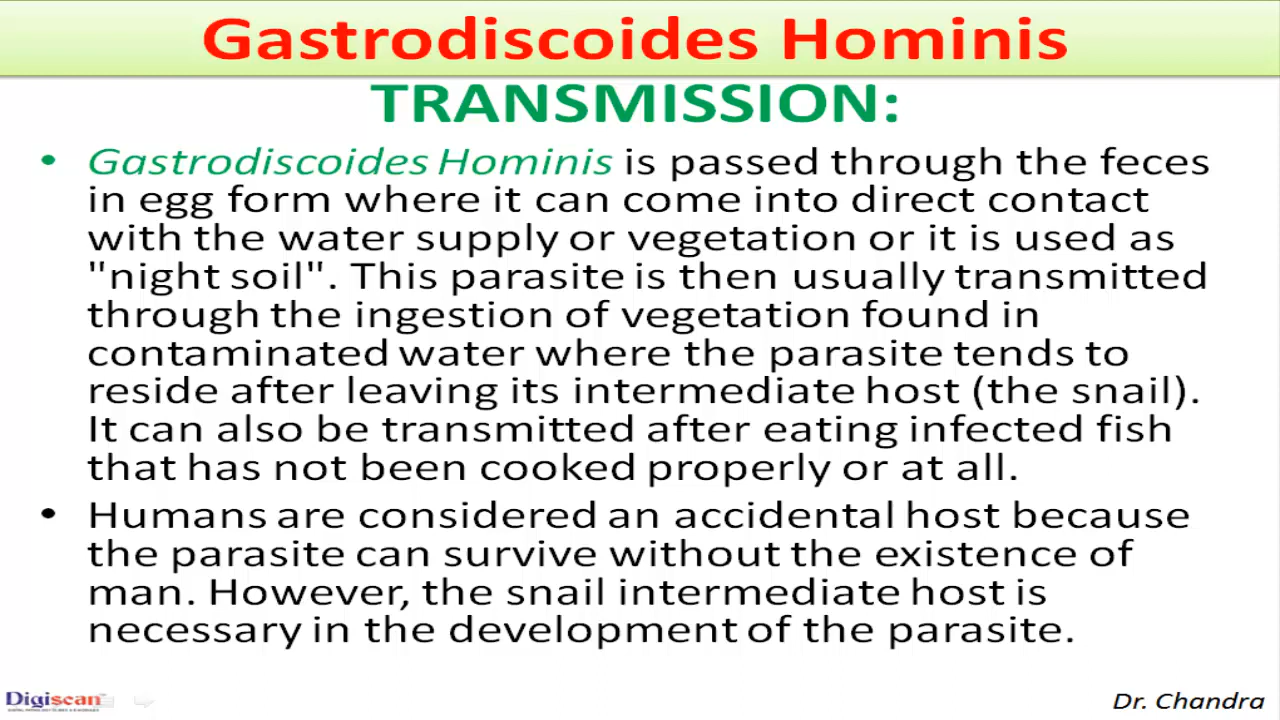 Gastrodiscoides Hominis
TRANSMISSION:
• Gastrodiscoides Hominis is passed through the feces
in egg form where it can come into direct contact
with the water supply or vegetation or it is used as
"night soil". This parasite is then usually transmitted
through the ingestion of vegetation found in
contaminated water where the parasite tends to
reside after leaving its intermediate host (the snail).
It can also be transmitted after eating infected fish
that has not been cooked properly or at all.
• Humans are considered an accidental host because
the parasite can survive without the existence of
man. However, the snail intermediate host is
necessary in the development of the parasite.
Digiscan
Dr. Chandra